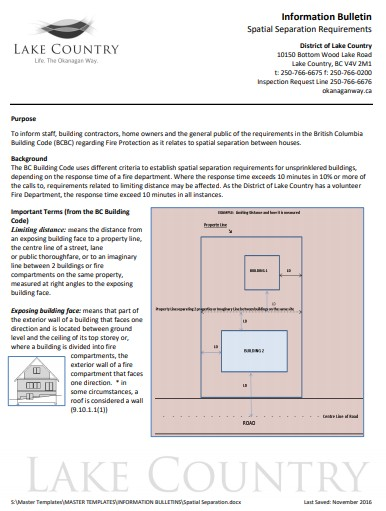 LAKE COUNTRY
Life. The Okanagan Way.
Information Bulletin
Spatial Separation Requirements
District of Lake Country
10150 Bottom Wood Lake Road
Lake Country, BC V4V 2M1
t: 250-766-6675 f: 250-766-0200
Inspection Request Line 250-766-6676
okanaganway.ca
Purpose
To inform staff, building contractors, home owners and the general public of the requirements in the British Columbia
Building Code (BCBC) regarding Fire Protection as it relates to spatial separation between houses.
Background
The BC Building Code uses different criteria to establish spatial separation requirements for unsprinklered buildings,
depending on the response time of a fire department. Where the response time exceeds 10 minutes in 10% or more of
the calls to, requirements related to limiting distance may be affected. As the District of Lake Country has a volunteer
Fire Department, the response time exceed 10 minutes in all instances.
Important Terms (from the BC Building
Code)
Limiting distance: means the distance from
an exposing building face to a property line,
the centre line of a street, lane
or public thoroughfare, or to an imaginary
line between 2 buildings or fire
compartments on the same property,
measured at right angles to the exposing
building face.
Exposing building face: means that part of
the exterior wall of a building that faces one
direction and is located between ground
level and the ceiling of its top storey or,
where a building is divided into fire
compartments, the
exterior wall of a fire
compartment that faces
one direction. * in
some circumstances, a
roof is considered a wall
(9.10.1.1(1))
EXAMPLE: limiting Distance and how it is measured
Property Line
BUILDING 1
LD
LD
Property Line separating 2 properties or Imaginary Line between buildings on the same site
LD
LD
BUILDING 2
LD
Centre Line of Road
ROAD
LAKE COUNTRY
S:\Master Templates\MASTER TEMPLATES\INFORMATION BULLETINS\Spatial Separation.docx
Last Saved: November 2016